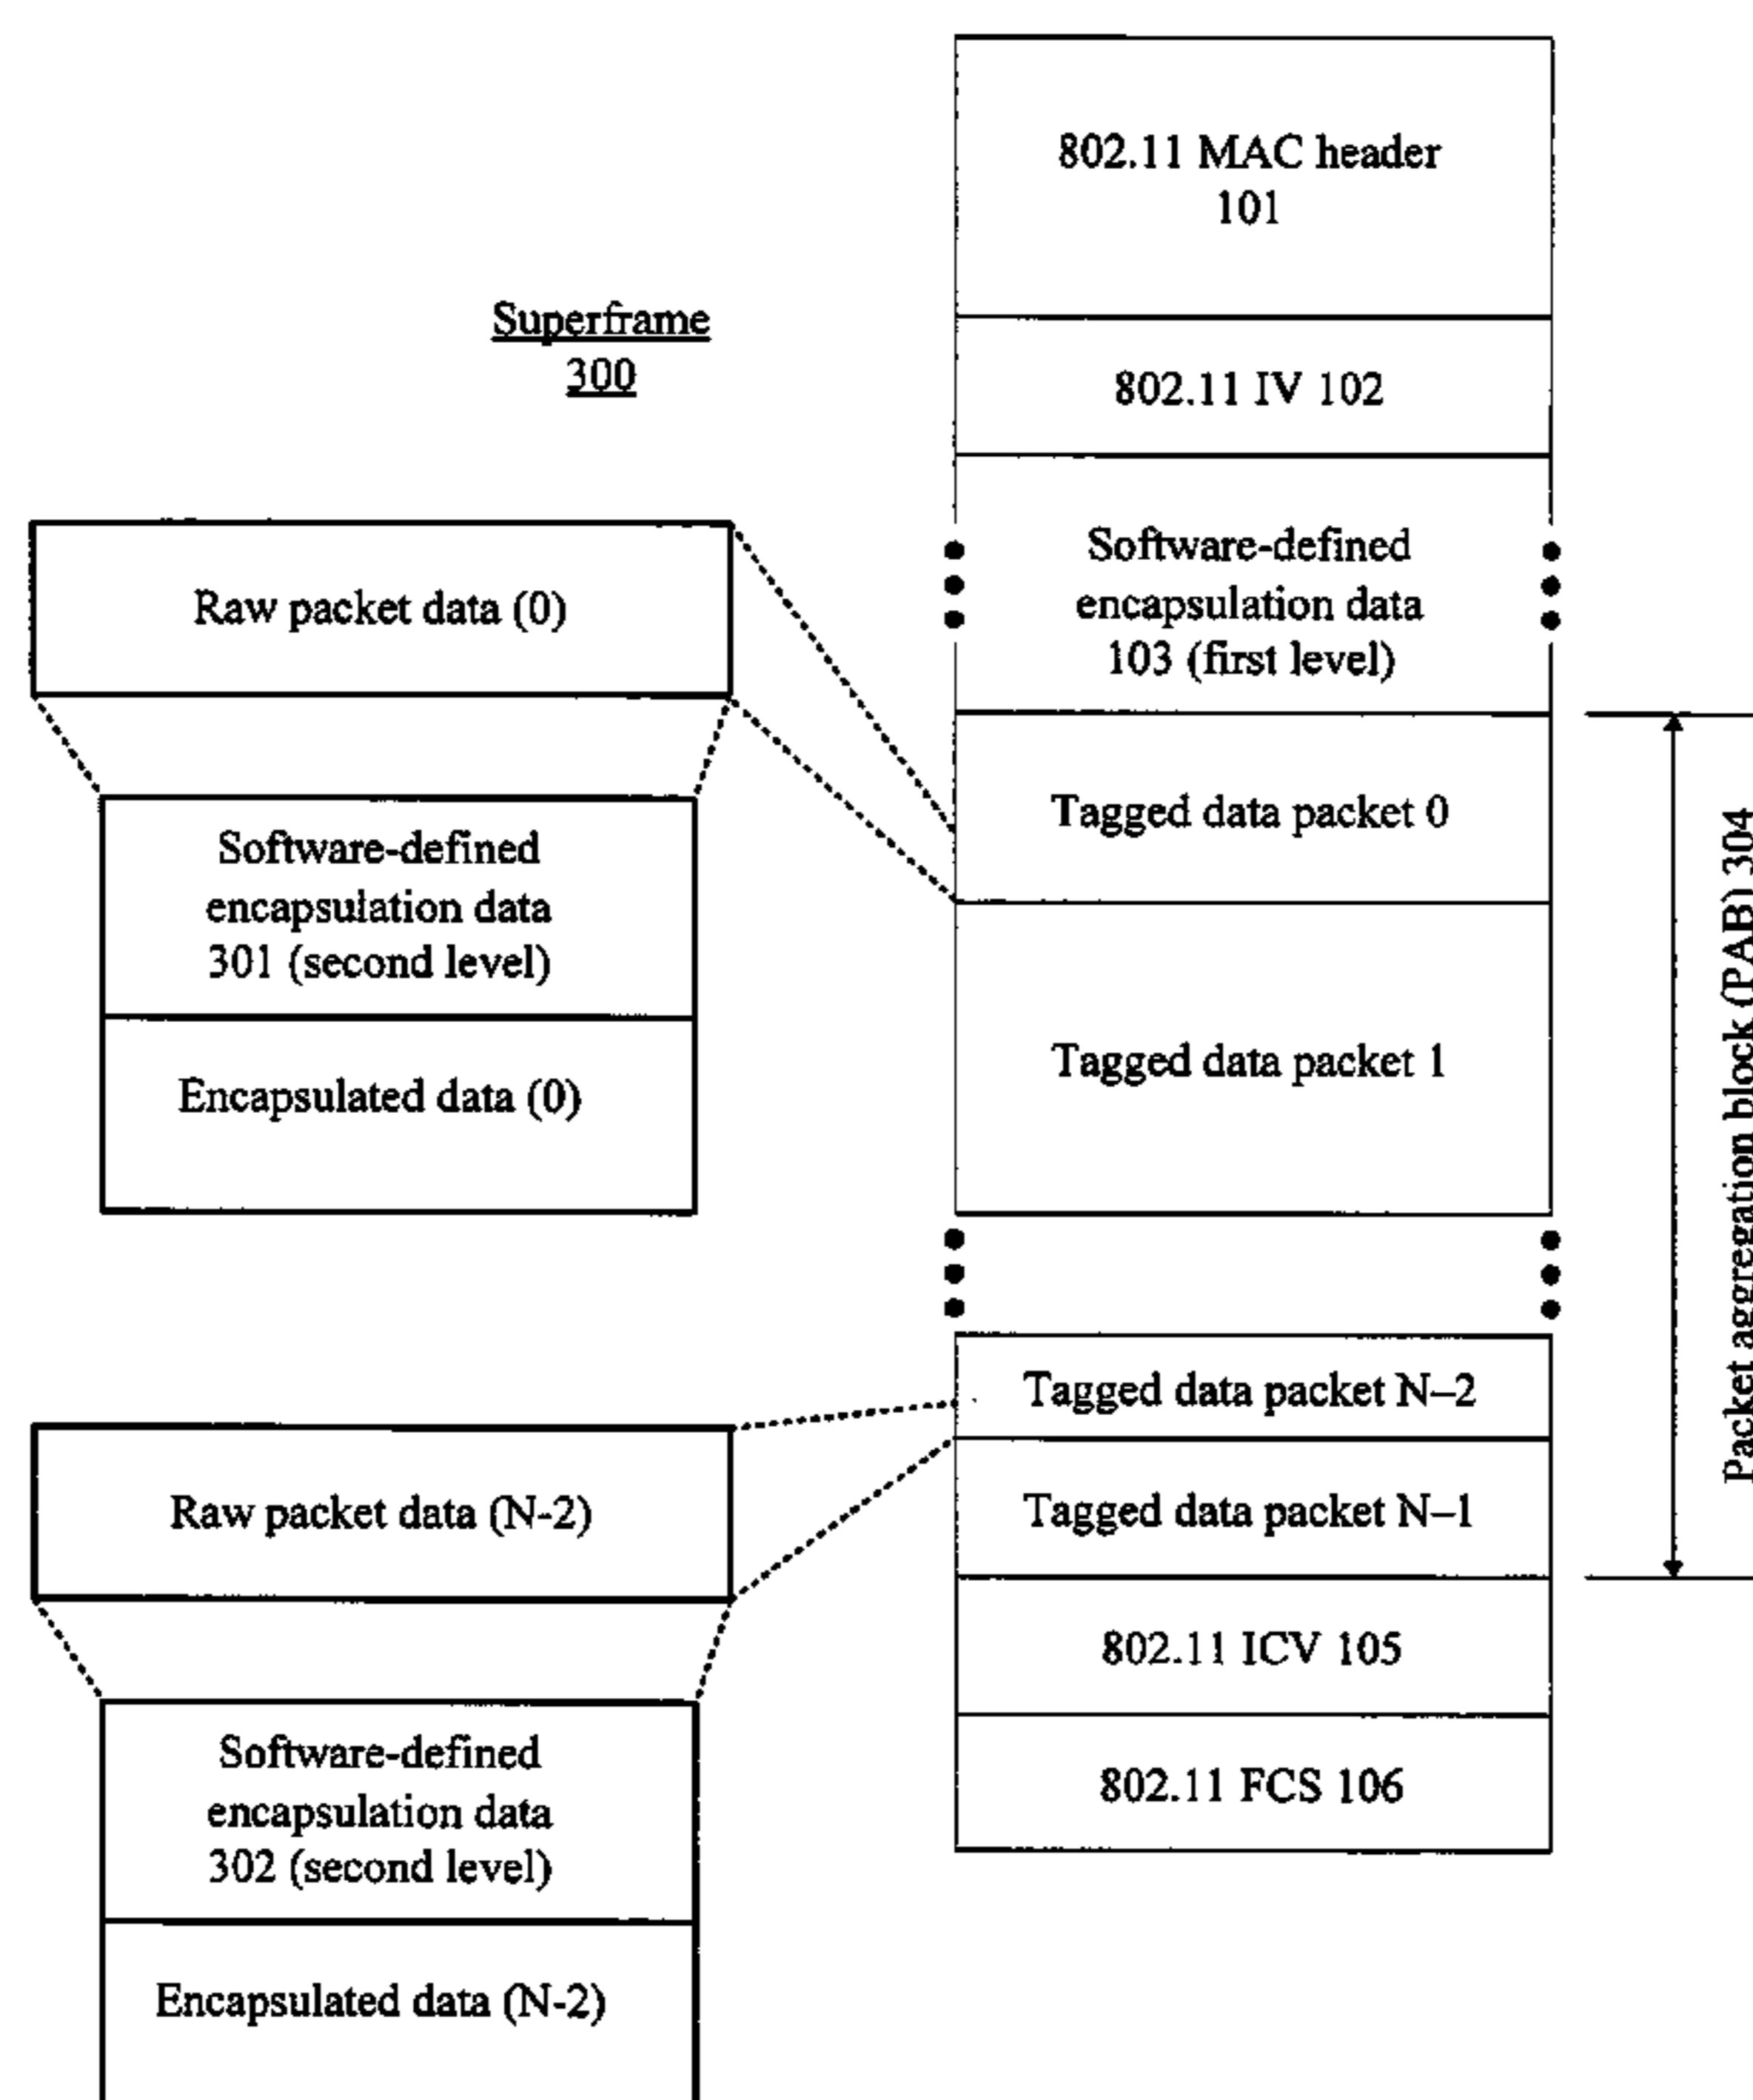 Superframe
300
802.11 MAC header
101
802.11 IV 102
Software-defined
encapsulation data
103 (first level)
Tagged data packet 0
Tagged data packet 1
Tagged data packet N–2
Tagged data packet N–1
802.11 ICV 105
802.11 FCS 106
Packet aggregation block (PAB) 304
Raw packet data (0)
Software-defined
encapsulation data
301 (second level)
Encapsulated data (0)
Raw packet data (N-2)
Software-defined
encapsulation data
302 (second level)
Encapsulated data (N-2)